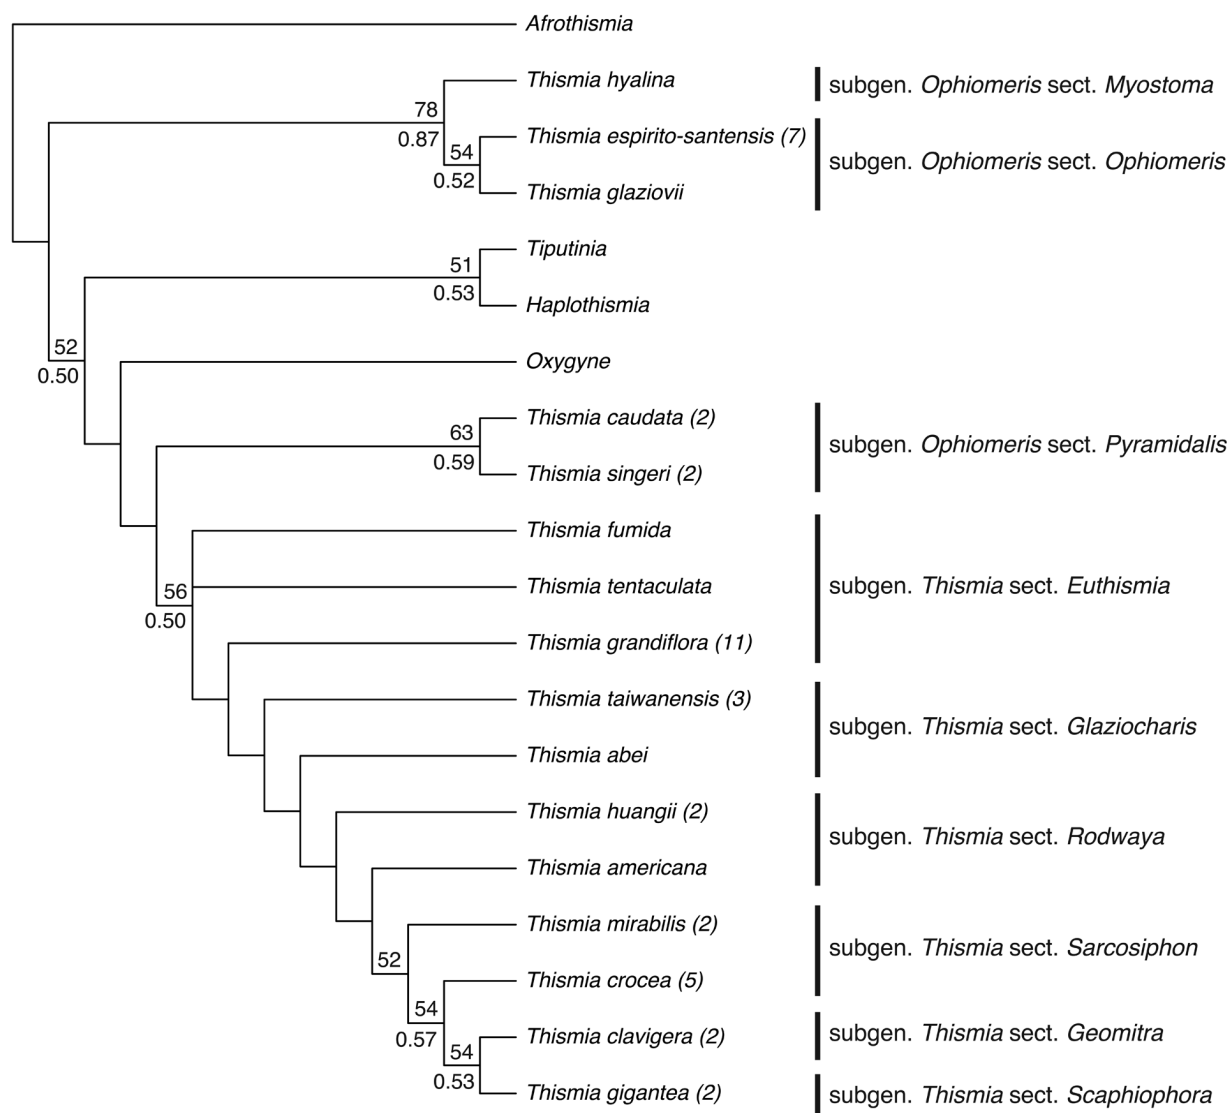 Afrothismia
Thismia hyalina
subgen. Ophiomeris sect. Myostoma
78
0.87
Thismia espirito-santensis (7)
54
0.52
subgen. Ophiomeris sect. Ophiomeris
Thismia glaziovii
Tiputinia
51
0.53
Haplothismia
52
0.50
Oxygyne
Thismia caudata (2)
63
0.59
subgen. Ophiomeris sect. Pyramidalis
Thismia singeri (2)
Thismia fumida
56
0.50
Thismia tentaculata
subgen. Thismia sect. Euthismia
Thismia grandiflora (11)
Thismia taiwanensis (3)
subgen. Thismia sect. Glaziocharis
Thismia abei
Thismia huangii (2)
subgen. Thismia sect. Rodwaya
Thismia americana
Thismia mirabilis (2)
52
subgen. Thismia sect. Sarcosiphon
Thismia crocea (5)
54
0.57
Thismia clavigera (2)
subgen. Thismia sect. Geomitra
54
0.53
Thismia gigantea (2)
subgen. Thismia sect. Scaphiophora